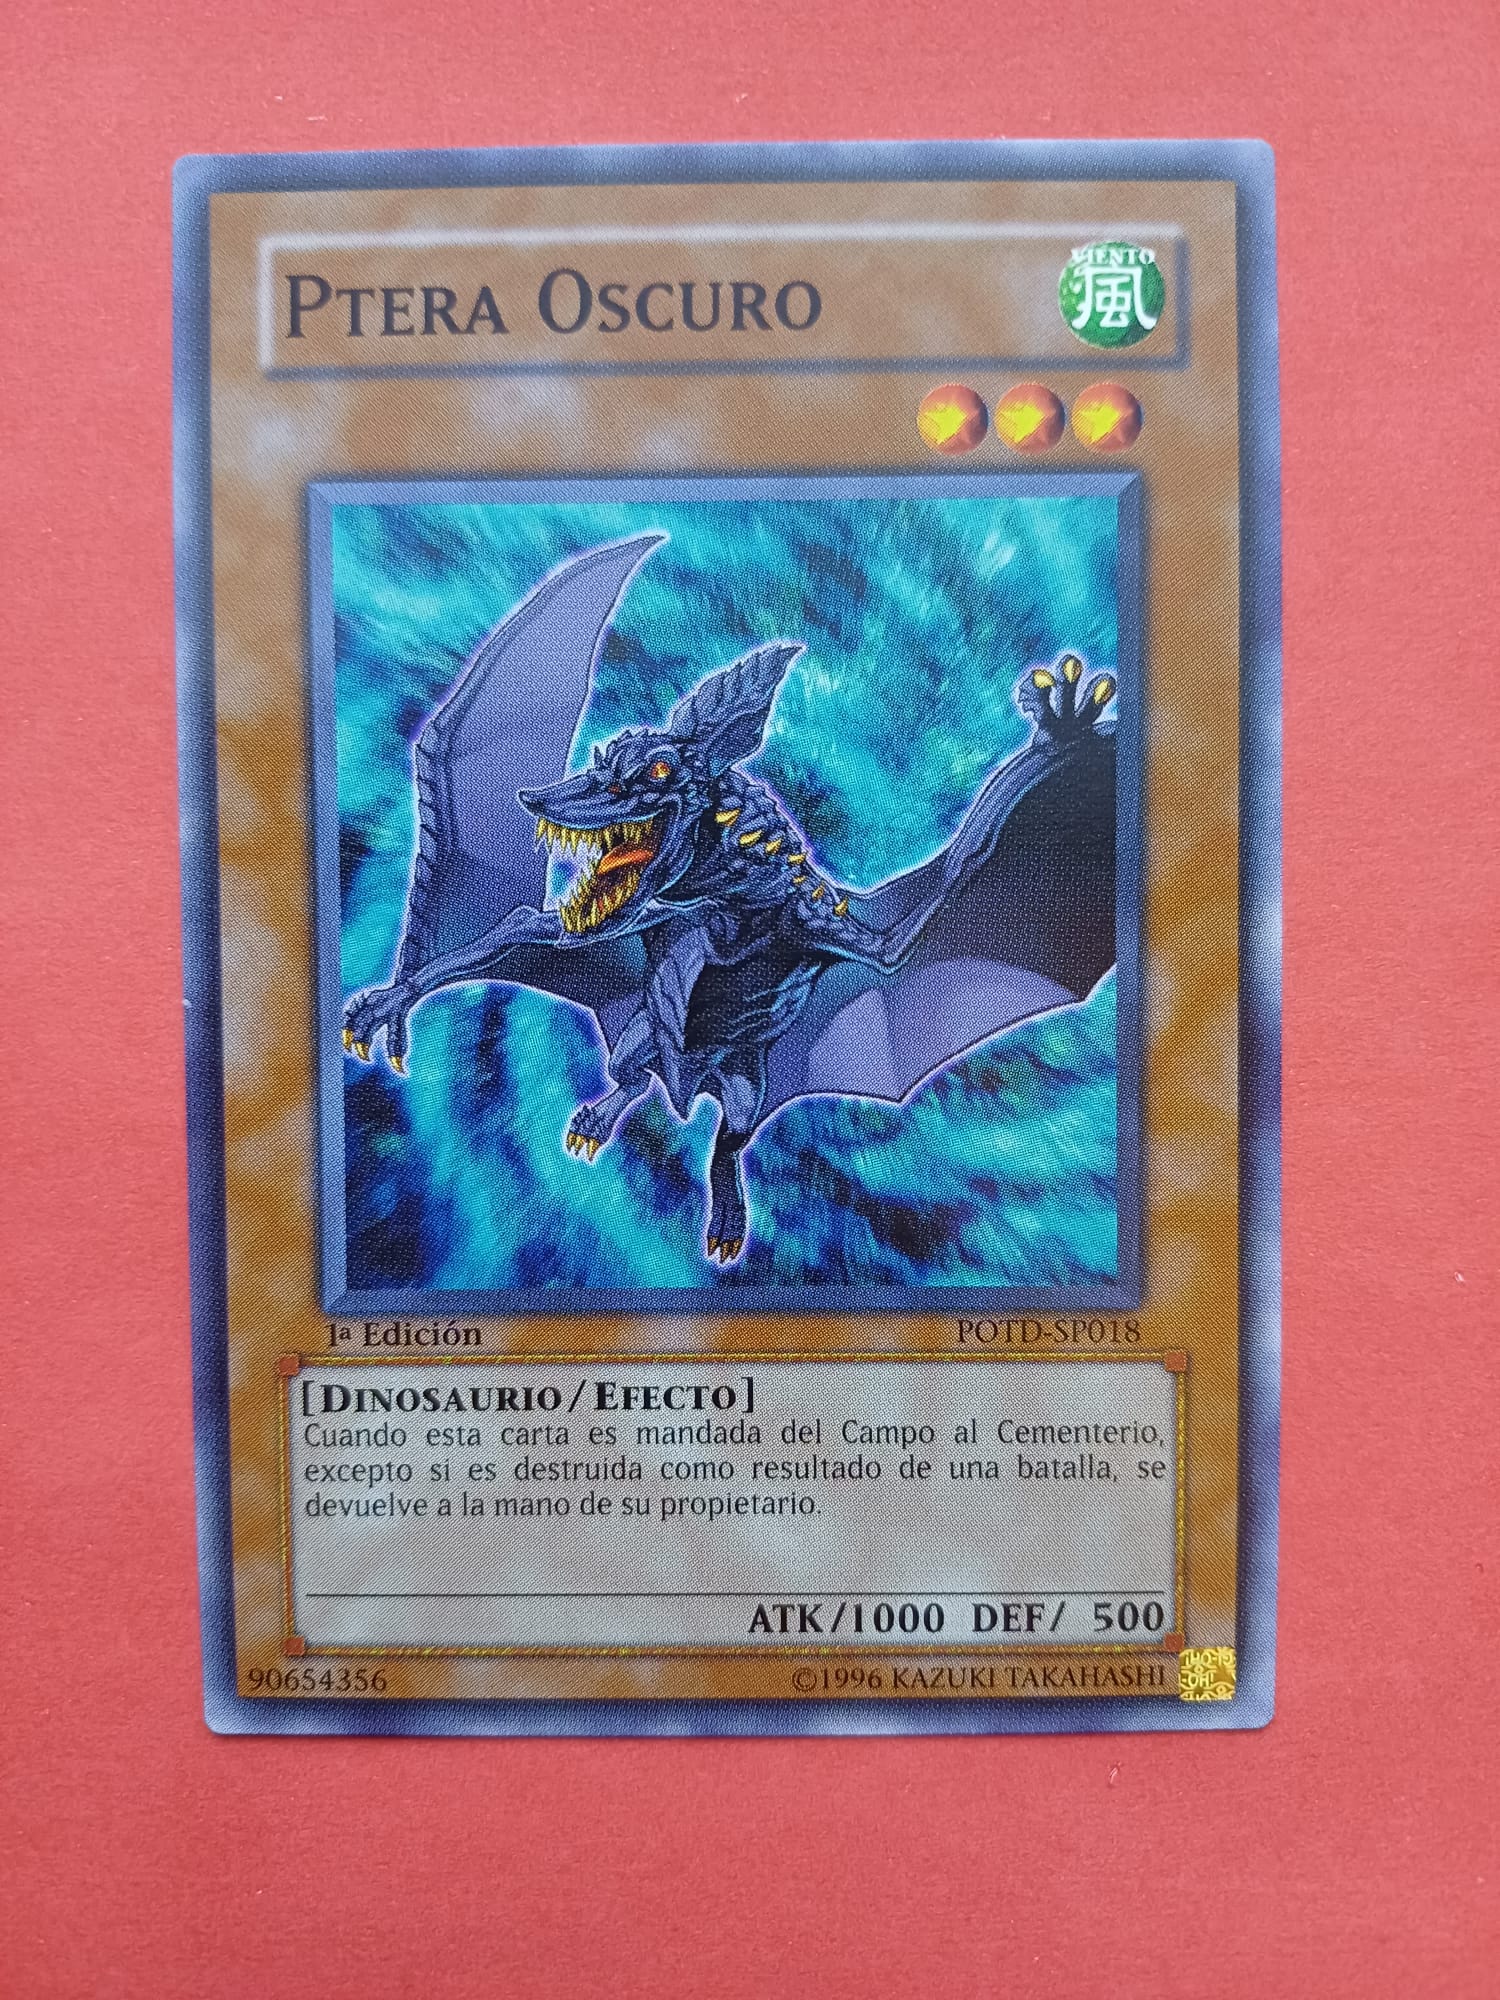 PTERA OSCURO
VIENTO
風
1ª Edición
POTD-SP018
[DINOSAURIO/EFECTO]
Cuando esta carta es mandada del Campo al Cementerio,
excepto si es destruida como resultado de una batalla, se
devuelve a la mano de su propietario.
ATK/1000 DEF/ 500
90654356
©1996 KAZUKI TAKAHASHI